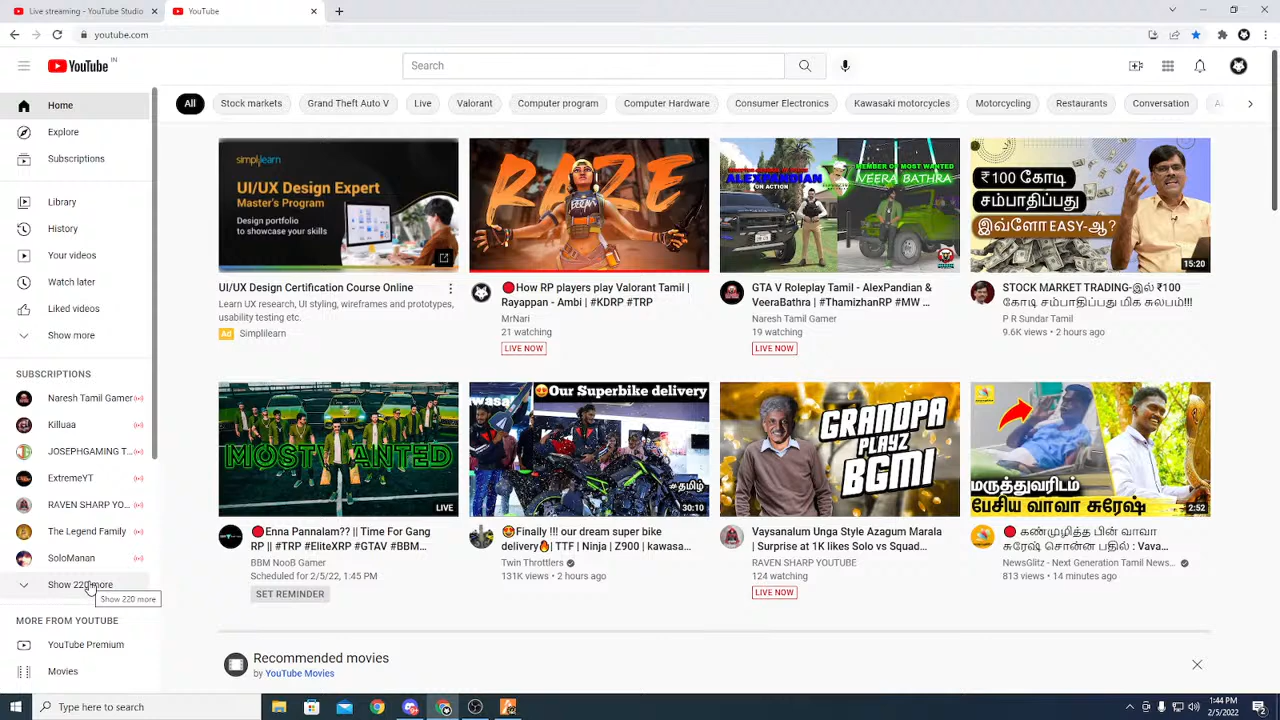 Live streaming - YouTube Studio
YouTube
youtube.com
YouTube IN
Search
All
Stock markets
Grand Theft Auto V
Live
Valorant
Computer program
Computer Hardware
Consumer Electronics
Kawasaki motorcycles
Motorcycling
Restaurants
Conversation
Home
Explore
Subscriptions
Library
History
Your videos
Watch later
Liked videos
Show more
SUBSCRIPTIONS
Naresh Tamil Gamer
Killuaa
JOSEPHGAMING T...
ExtremeYT
RAVEN SHARP YO...
The Legend Family
SoloManan
Show 220 more
Show 220 more
MORE FROM YOUTUBE
YouTube Premium
Movies
simplilearn
UI/UX Design Expert
Master's Program
Design portfolio
to showcase your skills
UI/UX Design Certification Course Online
Learn UX research, UI styling, wireframes and prototypes,
usability testing etc.
Ad Simplilearn
RAZE
🔴How RP players play Valorant Tamil |
Rayappan - Ambi | #KDRP #TRP
MrNari
21 watching
LIVE NOW
ALEXPANDIAN
ON ACTION
MEMBER OF MOST WANTED
VEERA BATHRA
GTA V Roleplay Tamil - AlexPandian &
VeeraBathra | #ThamizhanRP #MW ...
Naresh Tamil Gamer
19 watching
LIVE NOW
₹100 கோடி
சம்பாதிப்பது
இவ்ளோ EASY-ஆ?
15:20
STOCK MARKET TRADING-இல் ₹100
கோடி சம்பாதிப்பது மிக சுலபம்!!!
P R Sundar Tamil
9.6K views • 2 hours ago
MOST WANTED
LIVE
🔴Enna Pannalam?? || Time For Gang
RP || #TRP #EliteXRP #GTAV #BBM...
BBM NooB Gamer
Scheduled for 2/5/22, 1:45 PM
SET REMINDER
😍Our Superbike delivery
#தமிழ்
30:10
😍Finally !!! our dream super bike
delivery🔥| TTF | Ninja | Z900 | kawasa...
Twin Throttlers
131K views • 2 hours ago
GRANDPA
PLAYZ
BGMI
Vaysanalum Unga Style Azagum Marala
| Surprise at 1K likes Solo vs Squad...
RAVEN SHARP YOUTUBE
124 watching
LIVE NOW
மருத்துவரிடம்
பேசிய வாவா சுரேஷ்
2:52
🔴 கண்முழித்த பின் வாவா
சுரேஷ் சொன்ன பதில் : Vava...
NewsGlitz - Next Generation Tamil News...
813 views • 14 minutes ago
Recommended movies
by YouTube Movies
Type here to search
1:44 PM
2/5/2022
2